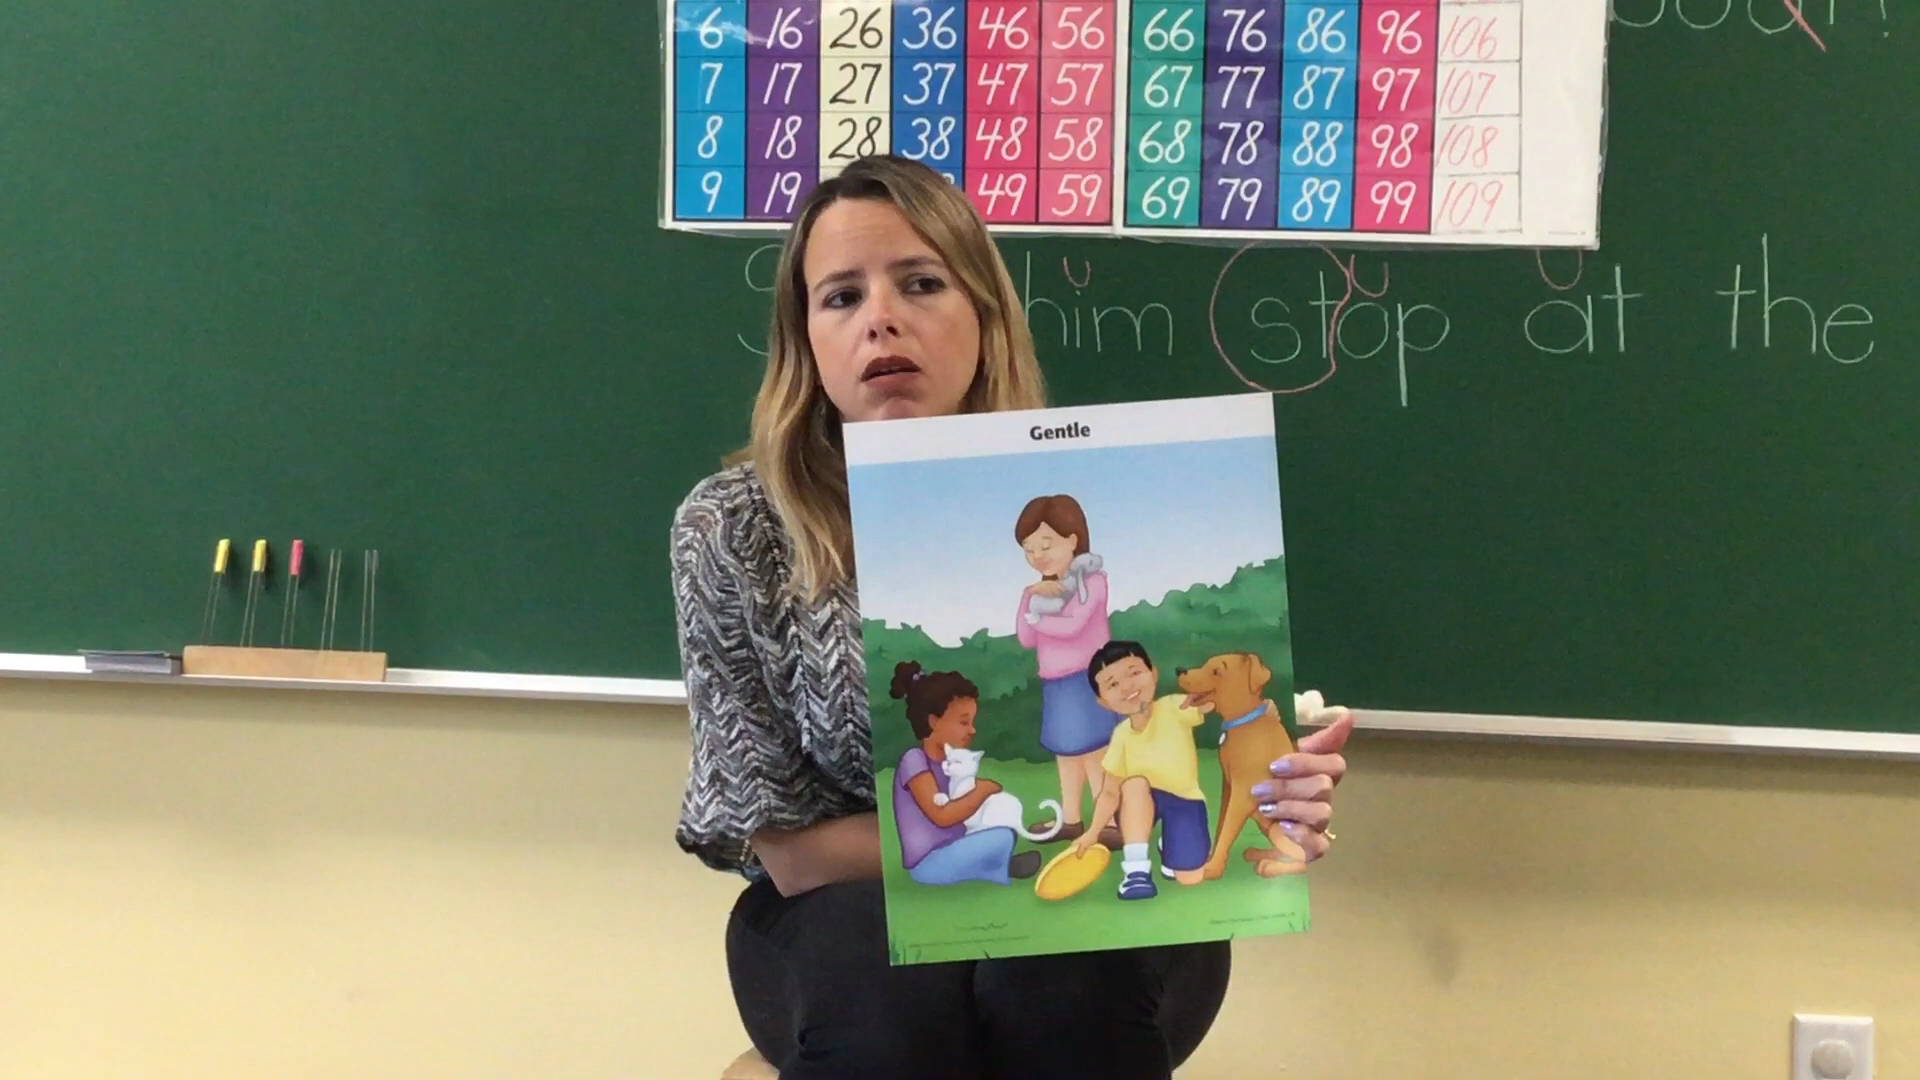 6 16 26 36 46 56 66 76 86 96 106
7 17 27 37 47 57 67 77 87 97 107
8 18 28 38 48 58 68 78 88 98 108
9 19 49 59 69 79 89 99 109
him stop at the
Gentle